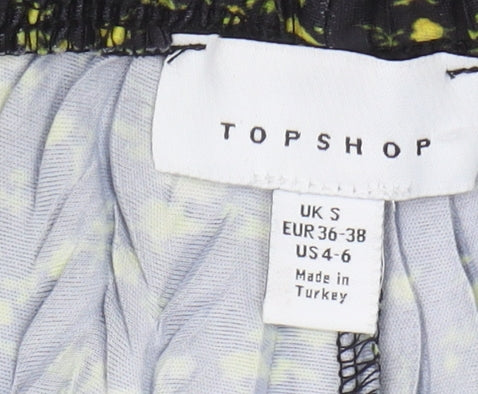 TOPSHOP
UK S
EUR 36-38
US 4-6
Made in
Turkey